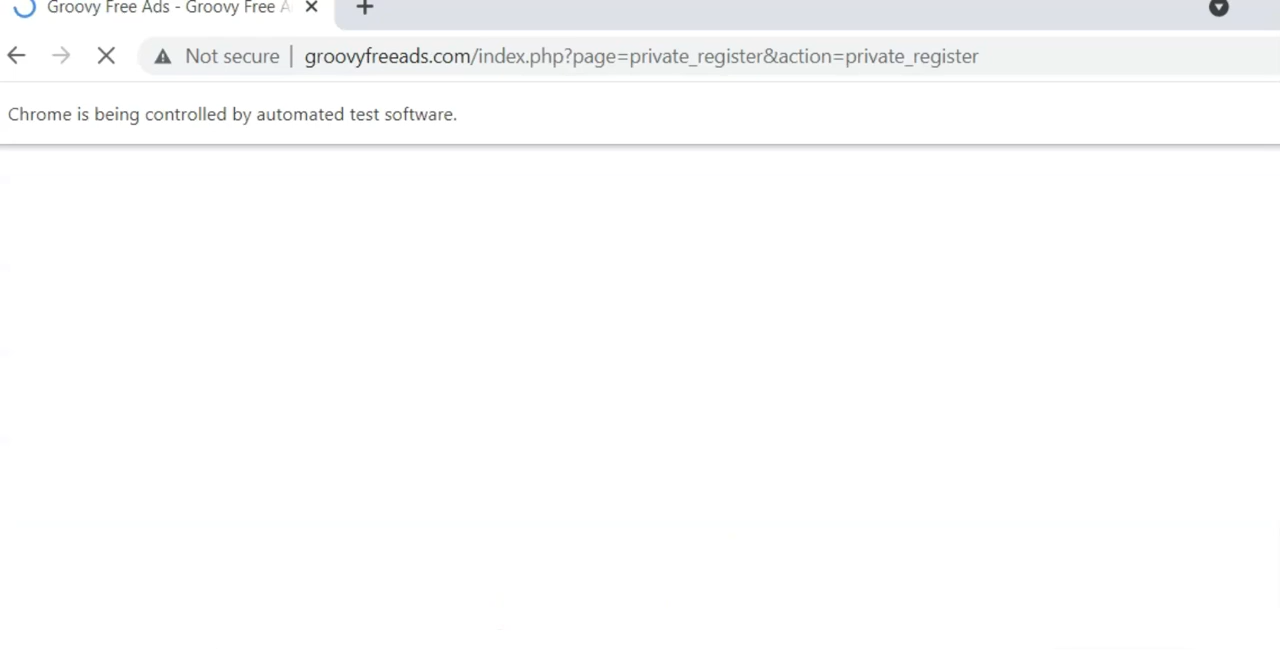 Groovy Free Ads - Groovy Free A
Not secure | groovyfreeads.com/index.php?page=private_register&action=private_register
Chrome is being controlled by automated test software.